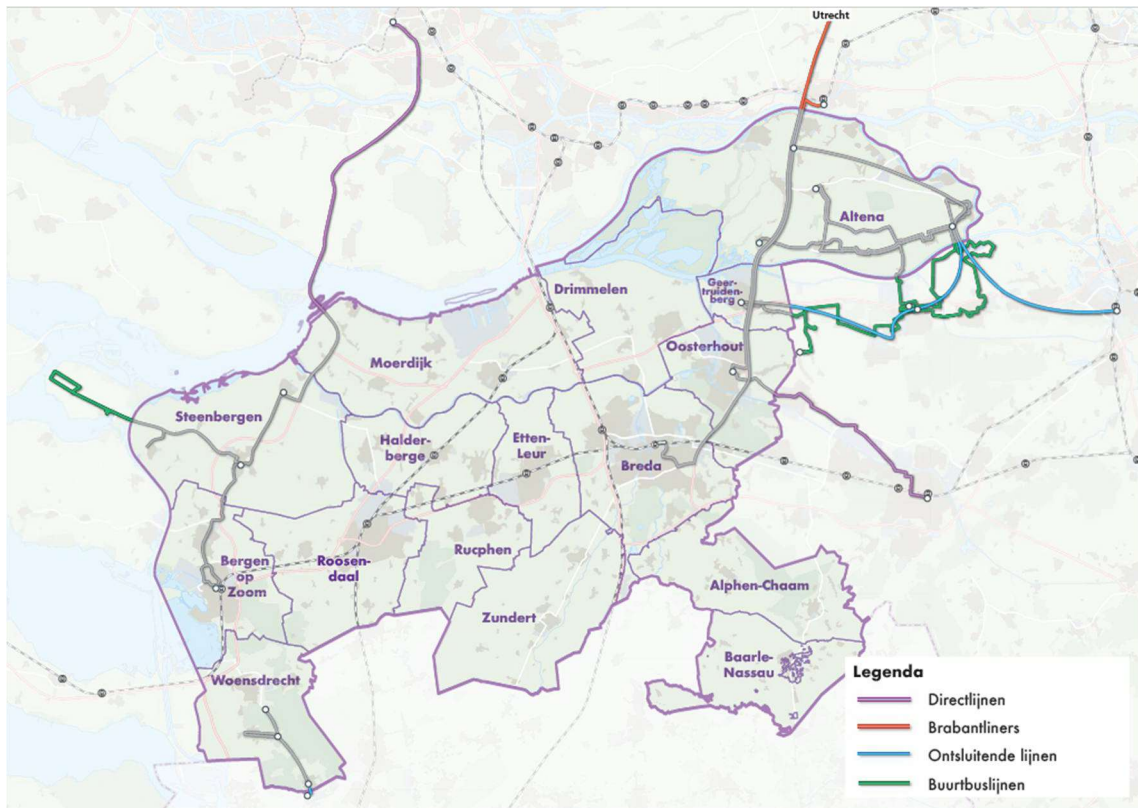 Utrecht
Altena
Drimmelen
Geer-
truiden-
berg
Oosterhout
Moerdijk
Steenbergen
Halder-
berge
Etten-
Leur
Breda
Bergen
op
Zoom
Roosen-
daal
Rucphen
Zundert
Alphen-Chaam
Baarle-
Nassau
Woensdrecht
Legenda
Directlijnen
Brabantliners
Ontsluitende lijnen
Buurtbuslijnen